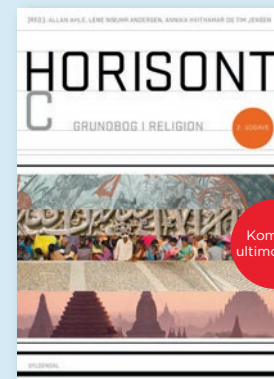 (RED.): ALLAN AHLE, LENE NIBUHR ANDERSEN, ANNIKA HVITHAMAR OG TIM JENSEN
HORISONT
C
GRUNDBOG I RELIGION
2. UDGAVE
Kom
ultimo
GYLDENDAL